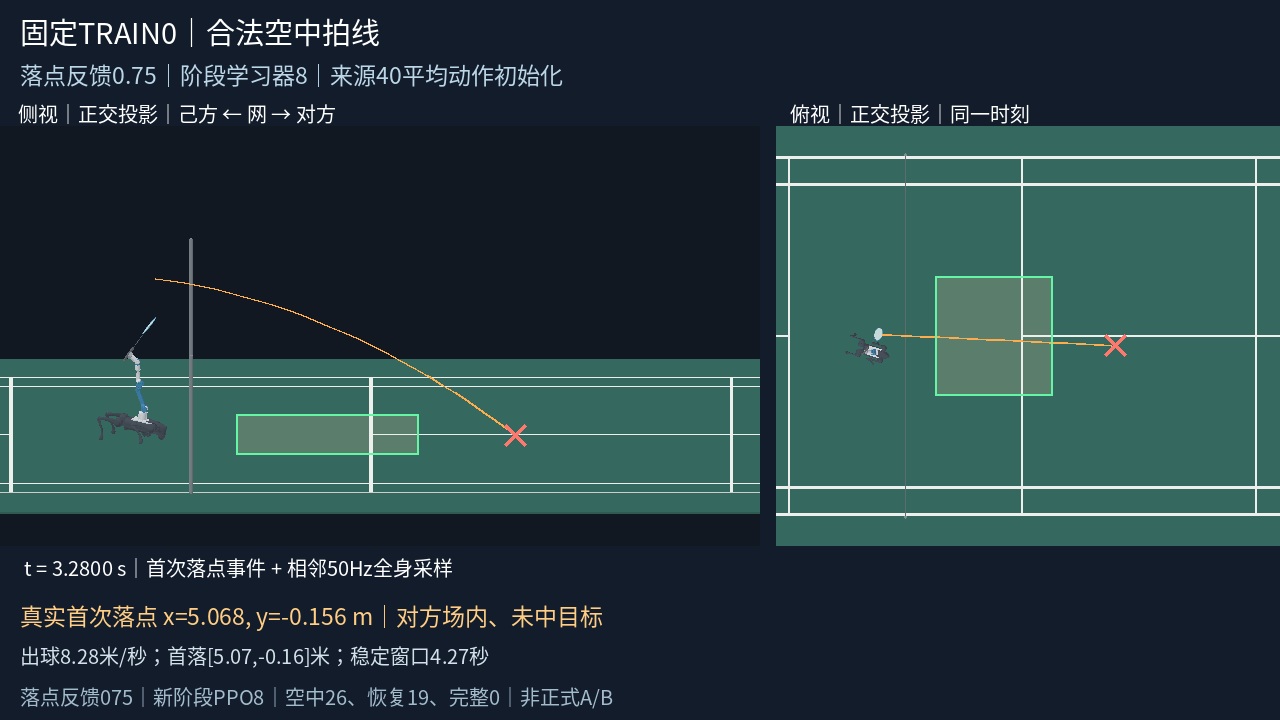 固定TRAIN0｜合法空中拍线
落点反馈0.75｜阶段学习器8｜来源40平均动作初始化
侧视｜正交投影｜己方 ← 网 → 对方
俯视｜正交投影｜同一时刻
t = 3.2800 s｜首次落点事件 + 相邻50Hz全身采样
真实首次落点 x=5.068, y=-0.156 m｜对方场内、未中目标
出球8.28米/秒；首落[5.07,-0.16]米；稳定窗口4.27秒
落点反馈075｜新阶段PPO8｜空中26、恢复19、完整0｜非正式A/B